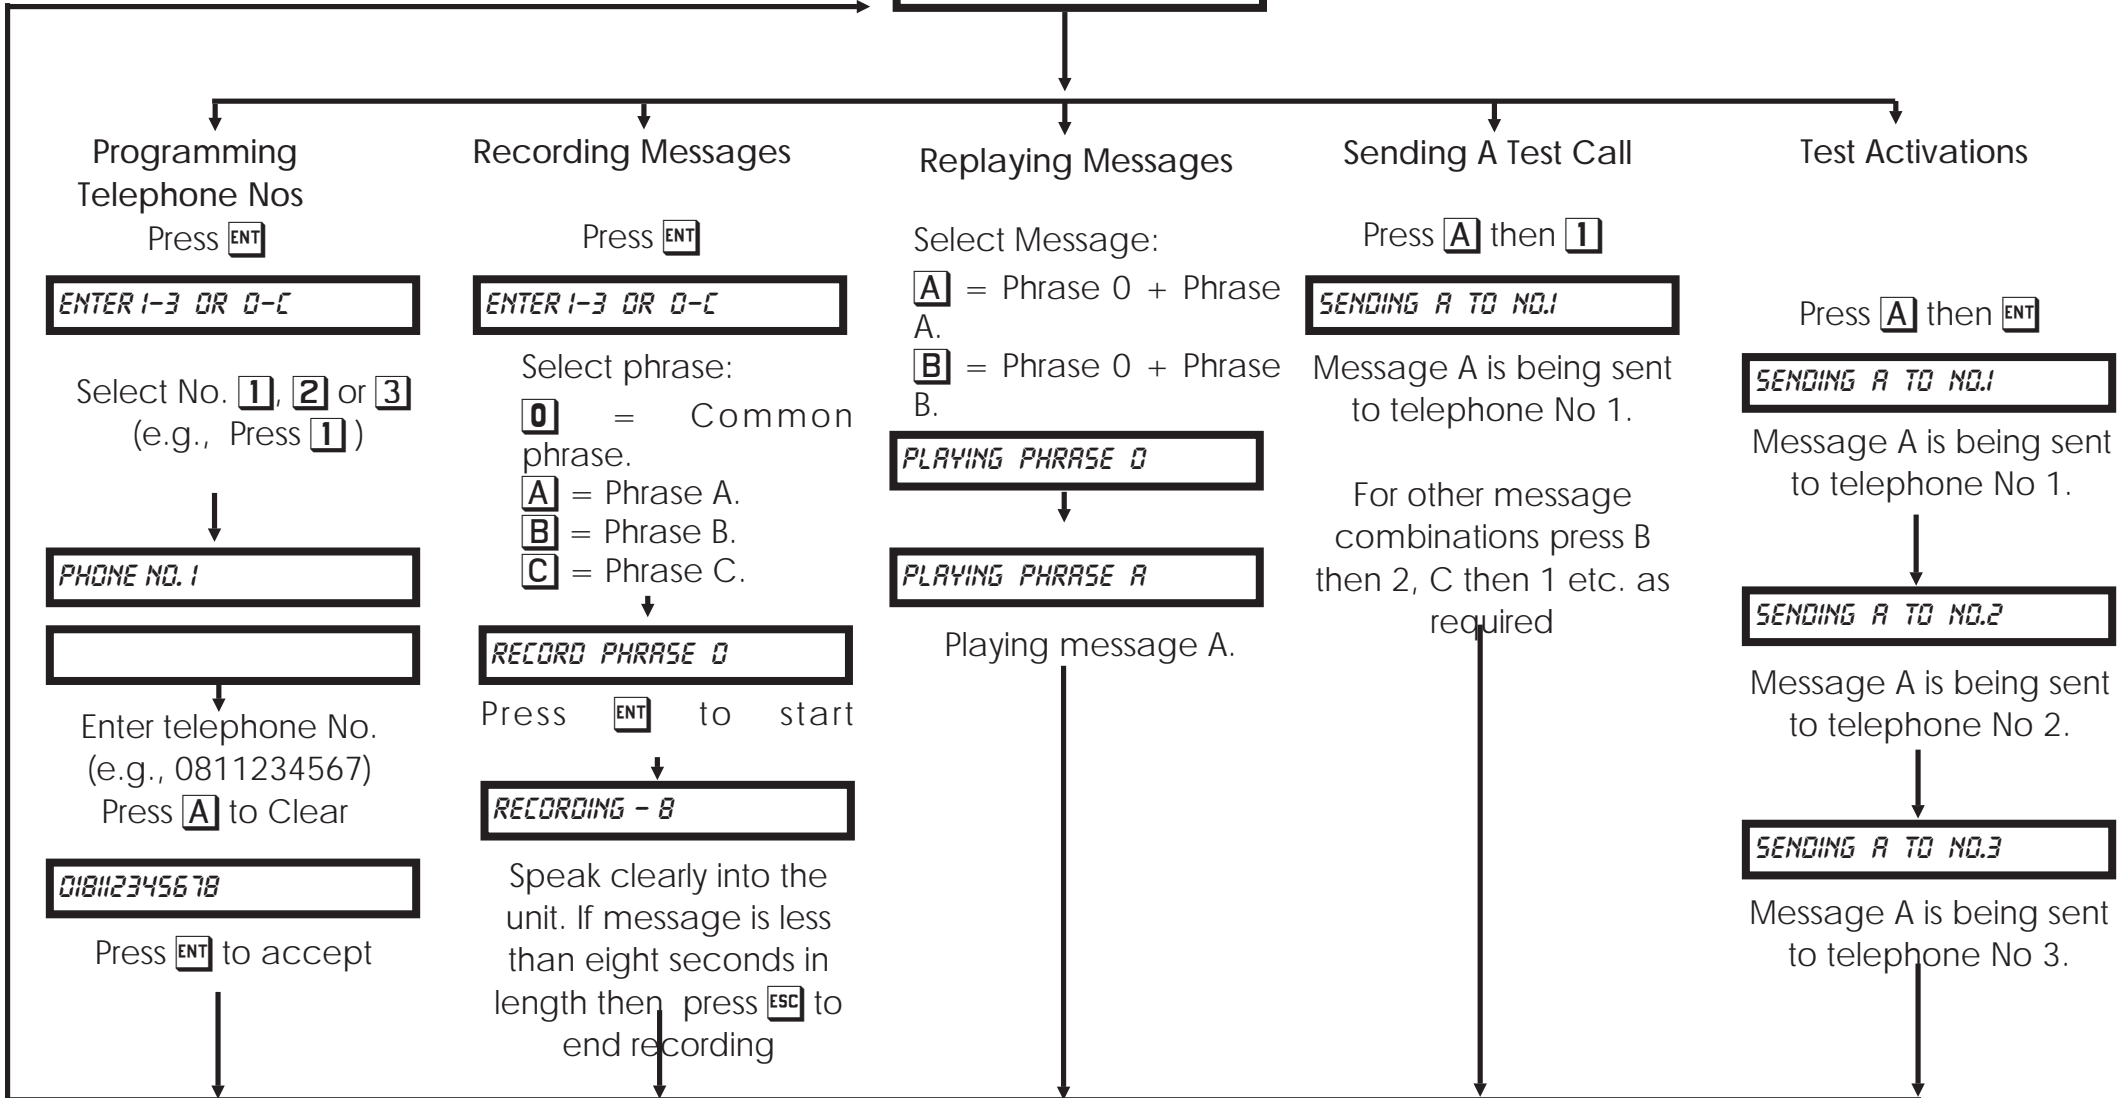 Programming
Telephone Nos
Press ENT
ENTER 1-3 OR 0-C
Select No. 1, 2 or 3
(e.g., Press 1)
PHONE NO. 1
Enter telephone No.
(e.g., 0811234567)
Press A to Clear
018112345678
Press ENT to accept
Recording Messages
Press ENT
ENTER 1-3 OR 0-C
Select phrase:
0 = Common
phrase.
A = Phrase A.
B = Phrase B.
C = Phrase C.
RECORD PHRASE 0
Press ENT to start
RECORDING - 8
Speak clearly into the
unit. If message is less
than eight seconds in
length then press ESC to
end recording
Replaying Messages
Select Message:
A = Phrase 0 + Phrase
A.
B = Phrase 0 + Phrase
B.
PLAYING PHRASE 0
PLAYING PHRASE A
Playing message A.
Sending A Test Call
Press A then 1
SENDING A TO NO.1
Message A is being sent
to telephone No 1.
For other message
combinations press B
then 2, C then 1 etc. as
required
Test Activations
Press A then ENT
SENDING A TO NO.1
Message A is being sent
to telephone No 1.
SENDING A TO NO.2
Message A is being sent
to telephone No 2.
SENDING A TO NO.3
Message A is being sent
to telephone No 3.